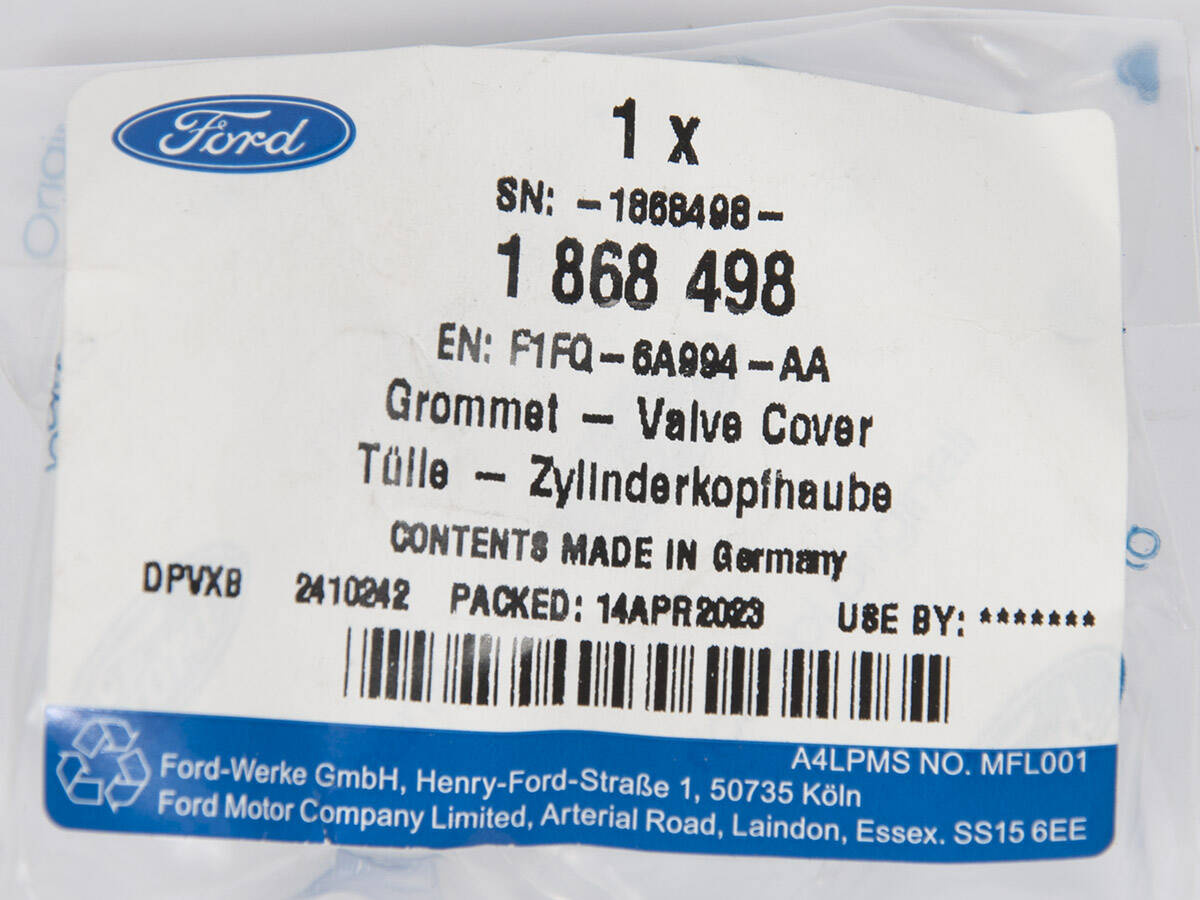 Ford
1 x
SN: -1868498-
1 868 498
EN: F1FQ-6A994-AA
Grommet - Valve Cover
Tülle - Zylinderkopfhaube
CONTENTS MADE IN Germany
DPVXB 2410242 PACKED: 14APR2023 USE BY: *******
A4LPMS NO. MFL001
Ford-Werke GmbH, Henry-Ford-Straße 1, 50735 Köln
Ford Motor Company Limited, Arterial Road, Laindon, Essex. SS15 6EE